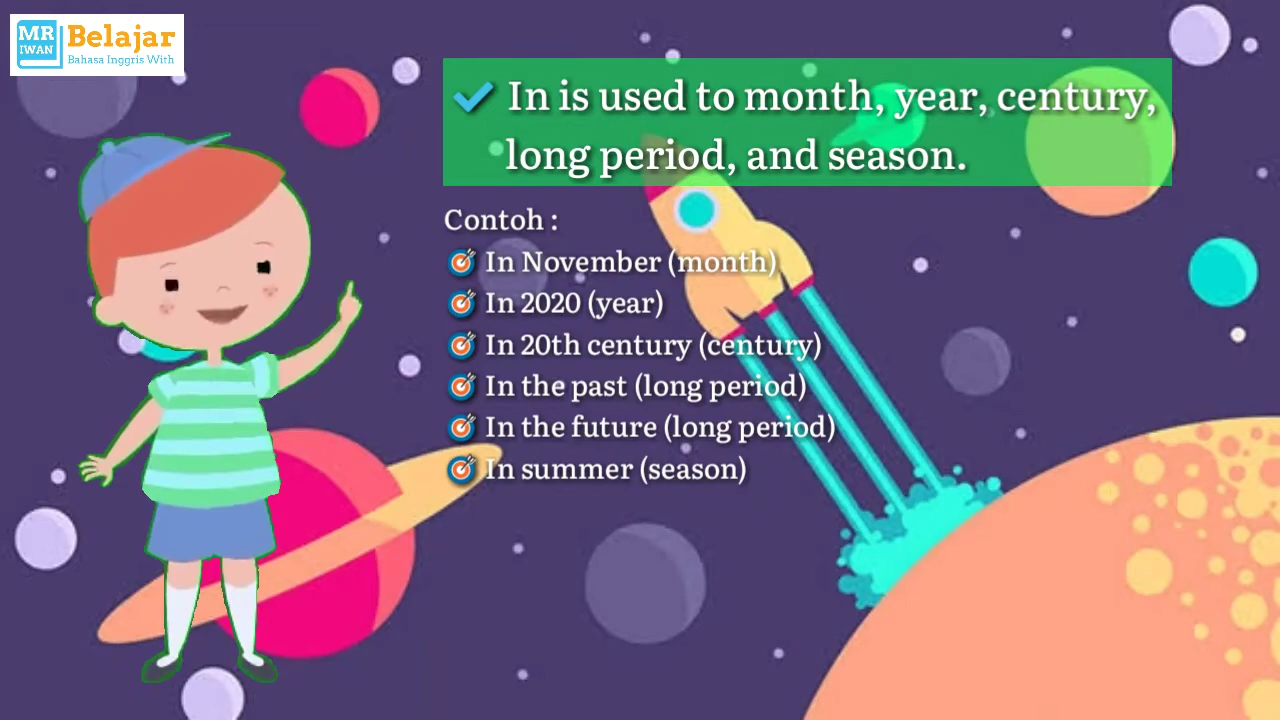 MR
IWAN
Belajar
Bahasa Inggris With
In is used to month, year, century,
long period, and season.
Contoh :
In November (month)
In 2020 (year)
In 20th century (century)
In the past (long period)
In the future (long period)
In summer (season)